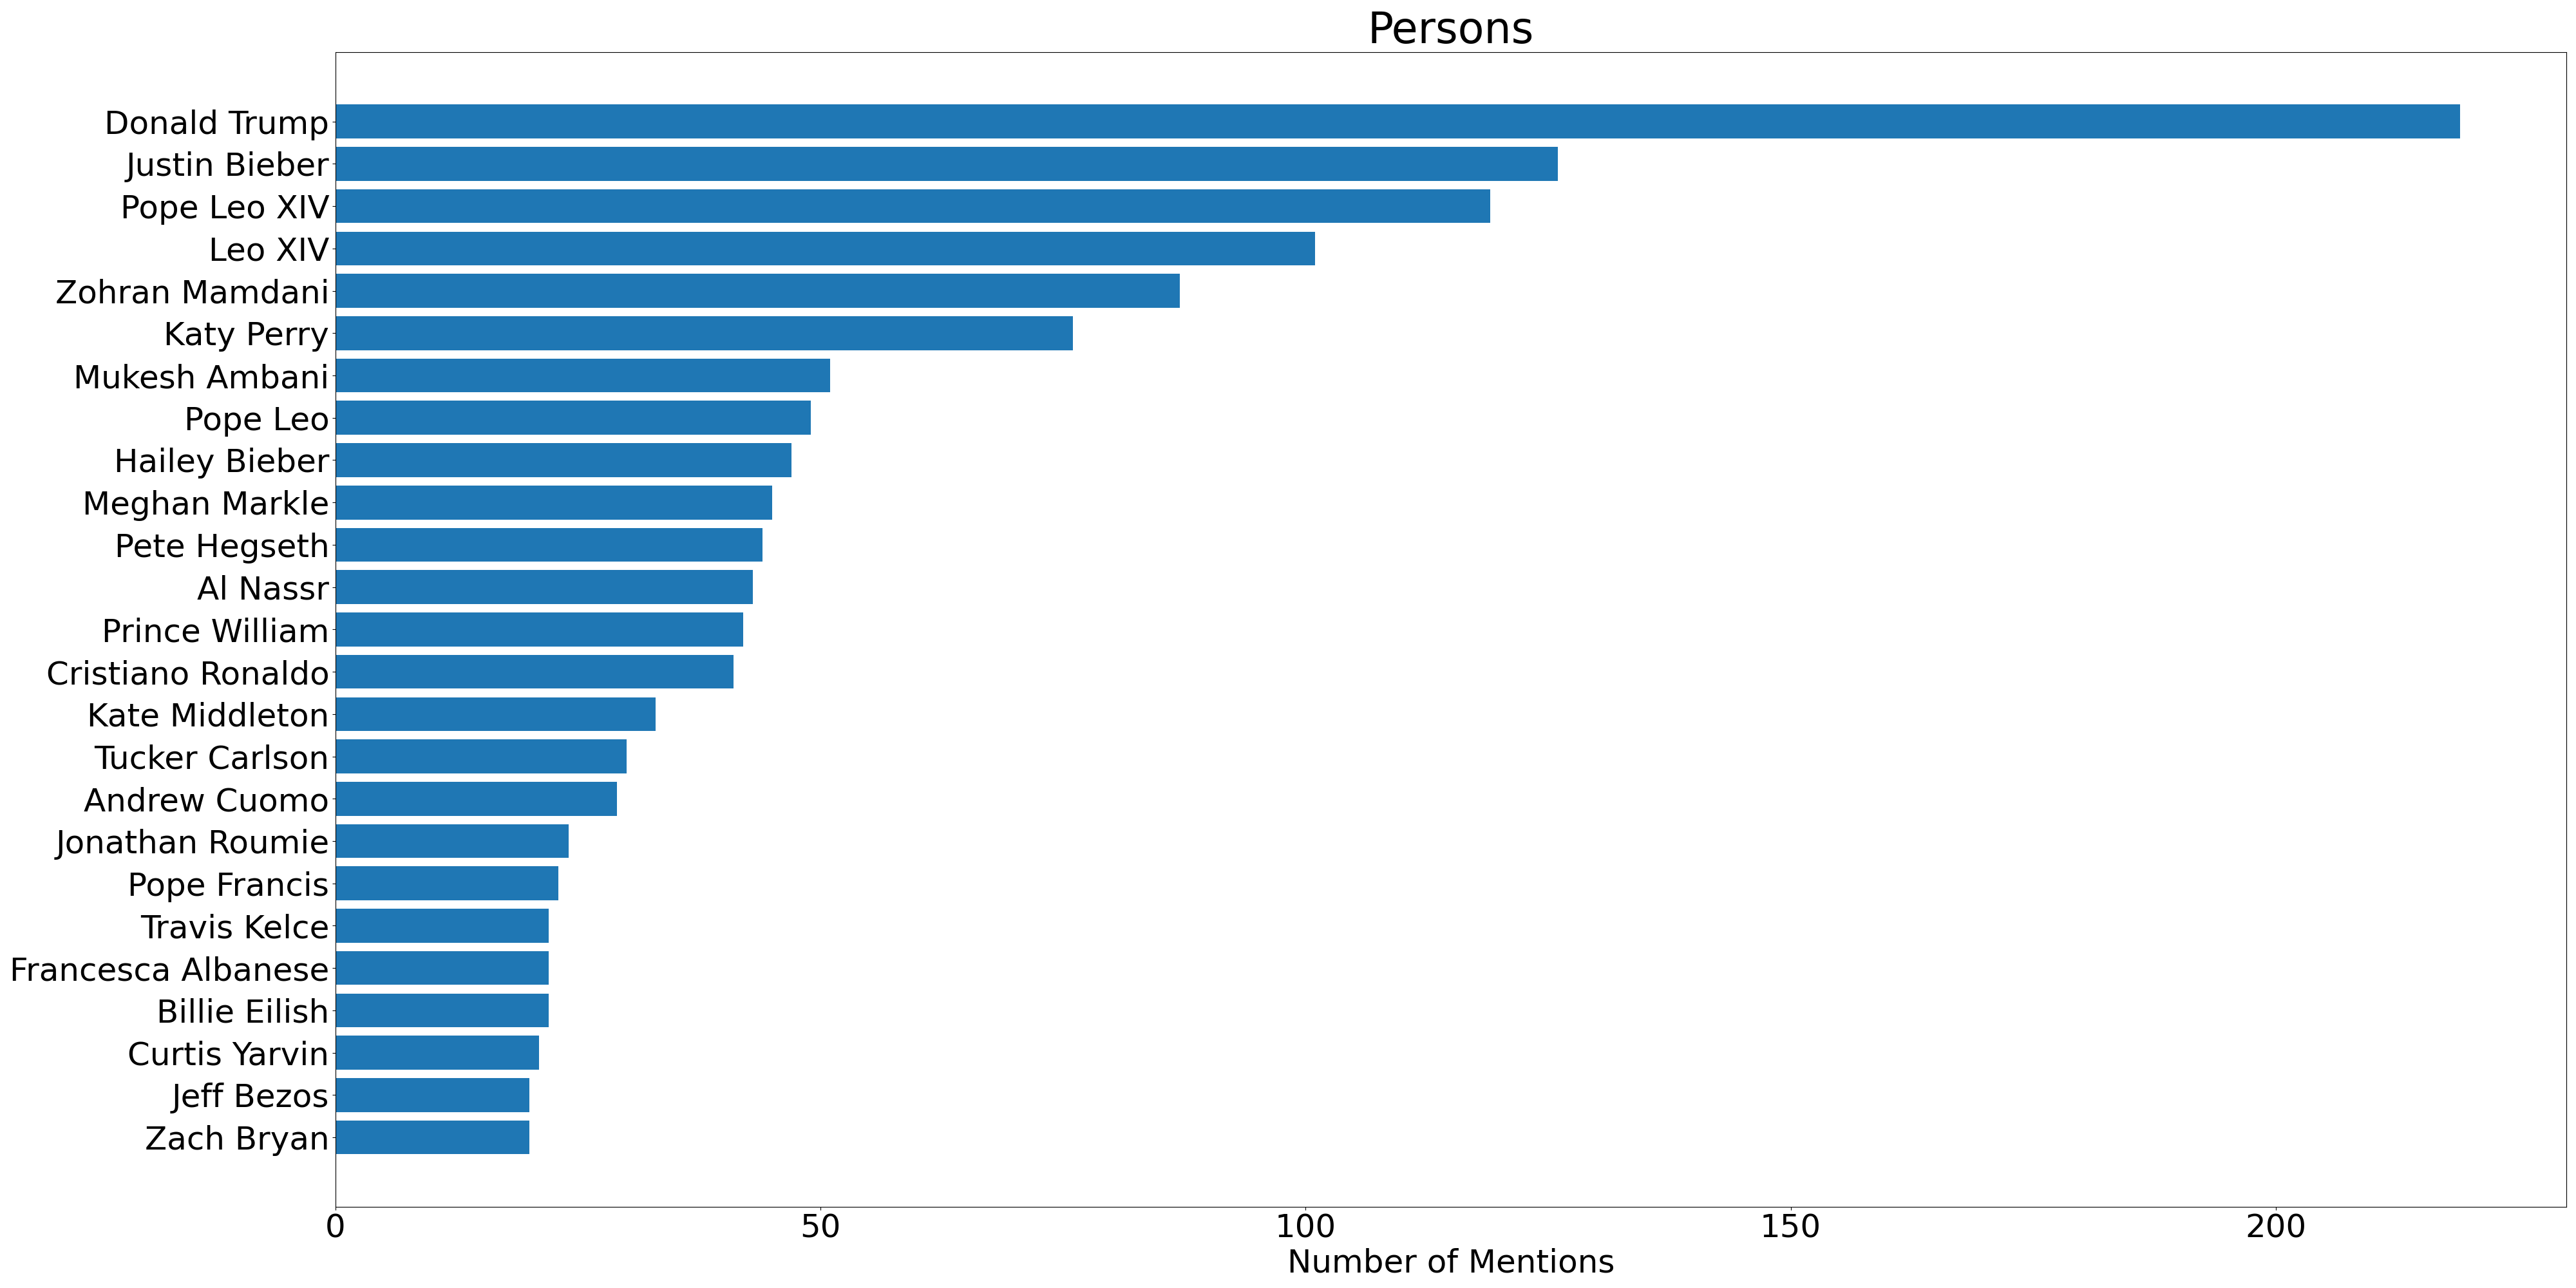 Persons
Donald Trump
Justin Bieber
Pope Leo XIV
Leo XIV
Zohran Mamdani
Katy Perry
Mukesh Ambani
Pope Leo
Hailey Bieber
Meghan Markle
Pete Hegseth
Al Nassr
Prince William
Cristiano Ronaldo
Kate Middleton
Tucker Carlson
Andrew Cuomo
Jonathan Roumie
Pope Francis
Travis Kelce
Francesca Albanese
Billie Eilish
Curtis Yarvin
Jeff Bezos
Zach Bryan
0 50 100 150 200
Number of Mentions